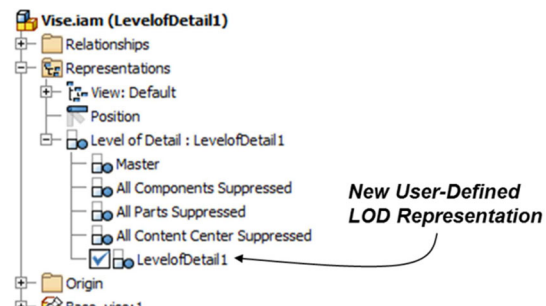 Vise.iam (LevelofDetail1)
Relationships
Representations
View: Default
Position
Level of Detail : LevelofDetail1
Master
All Components Suppressed
All Parts Suppressed
All Content Center Suppressed
LevelofDetail1
New User-Defined
LOD Representation
Origin